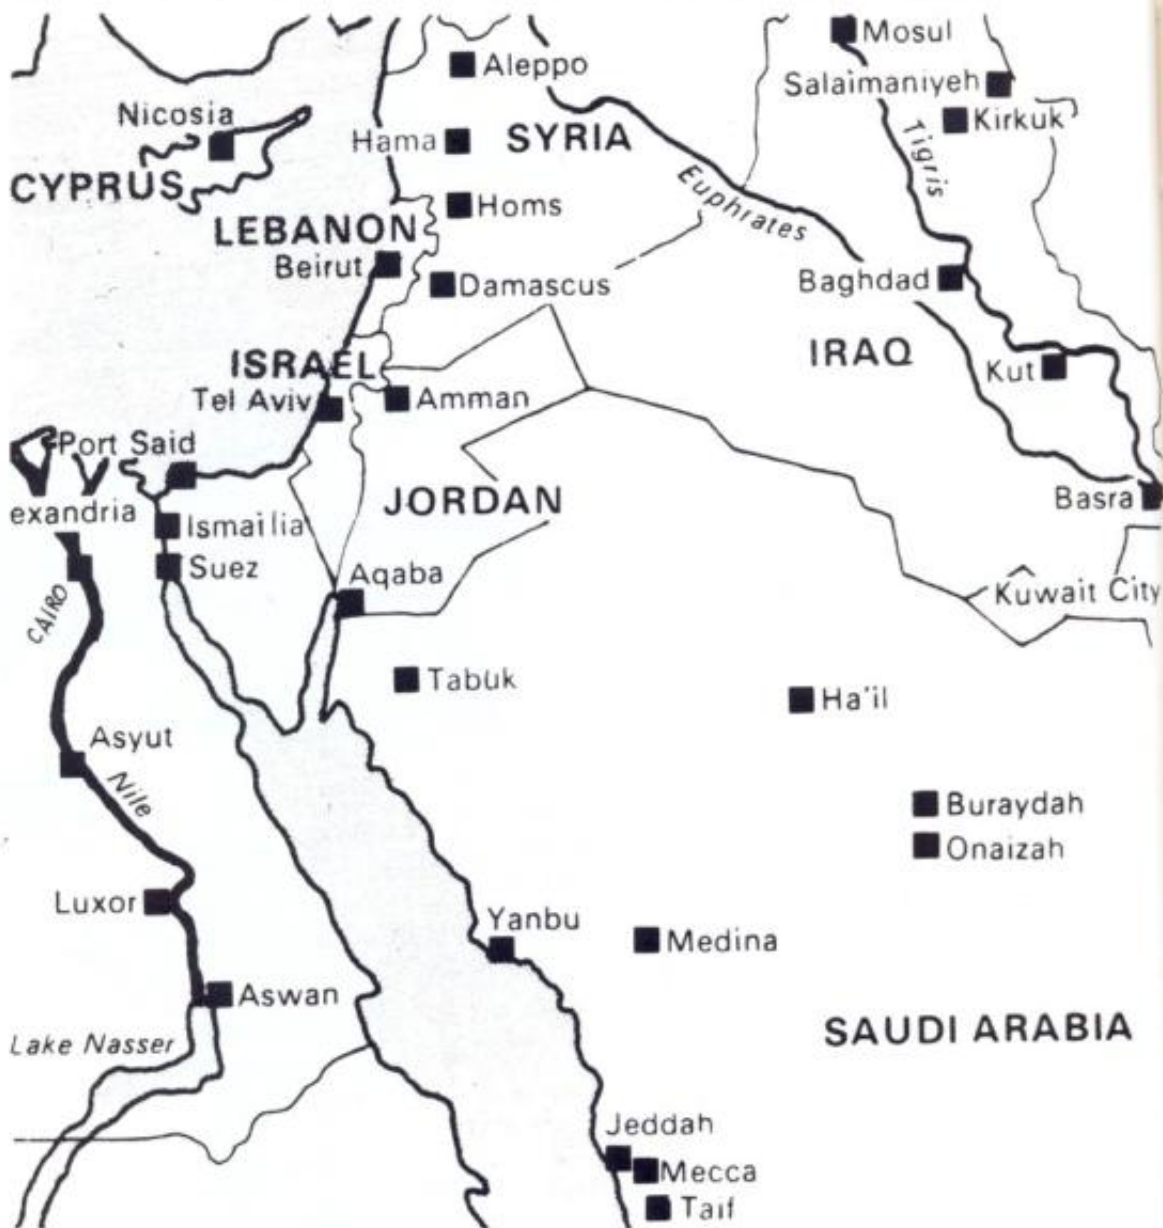 Mosul
Aleppo
Salaimaniyeh
Nicosia
Kirkuk
Hama
SYRIA
Tigris
CYPRUS
Euphrates
Homs
LEBANON
Beirut
Baghdad
Damascus
ISRAEL
IRAQ
Kut
Tel Aviv
Amman
Port Said
JORDAN
Basra
exandria
Ismailia
Suez
Aqaba
Kuwait City
CAIRO
Tabuk
Ha'il
Asyut
Nile
Buraydah
Onaizah
Luxor
Yanbu
Medina
Aswan
SAUDI ARABIA
Lake Nasser
Jeddah
Mecca
Taif